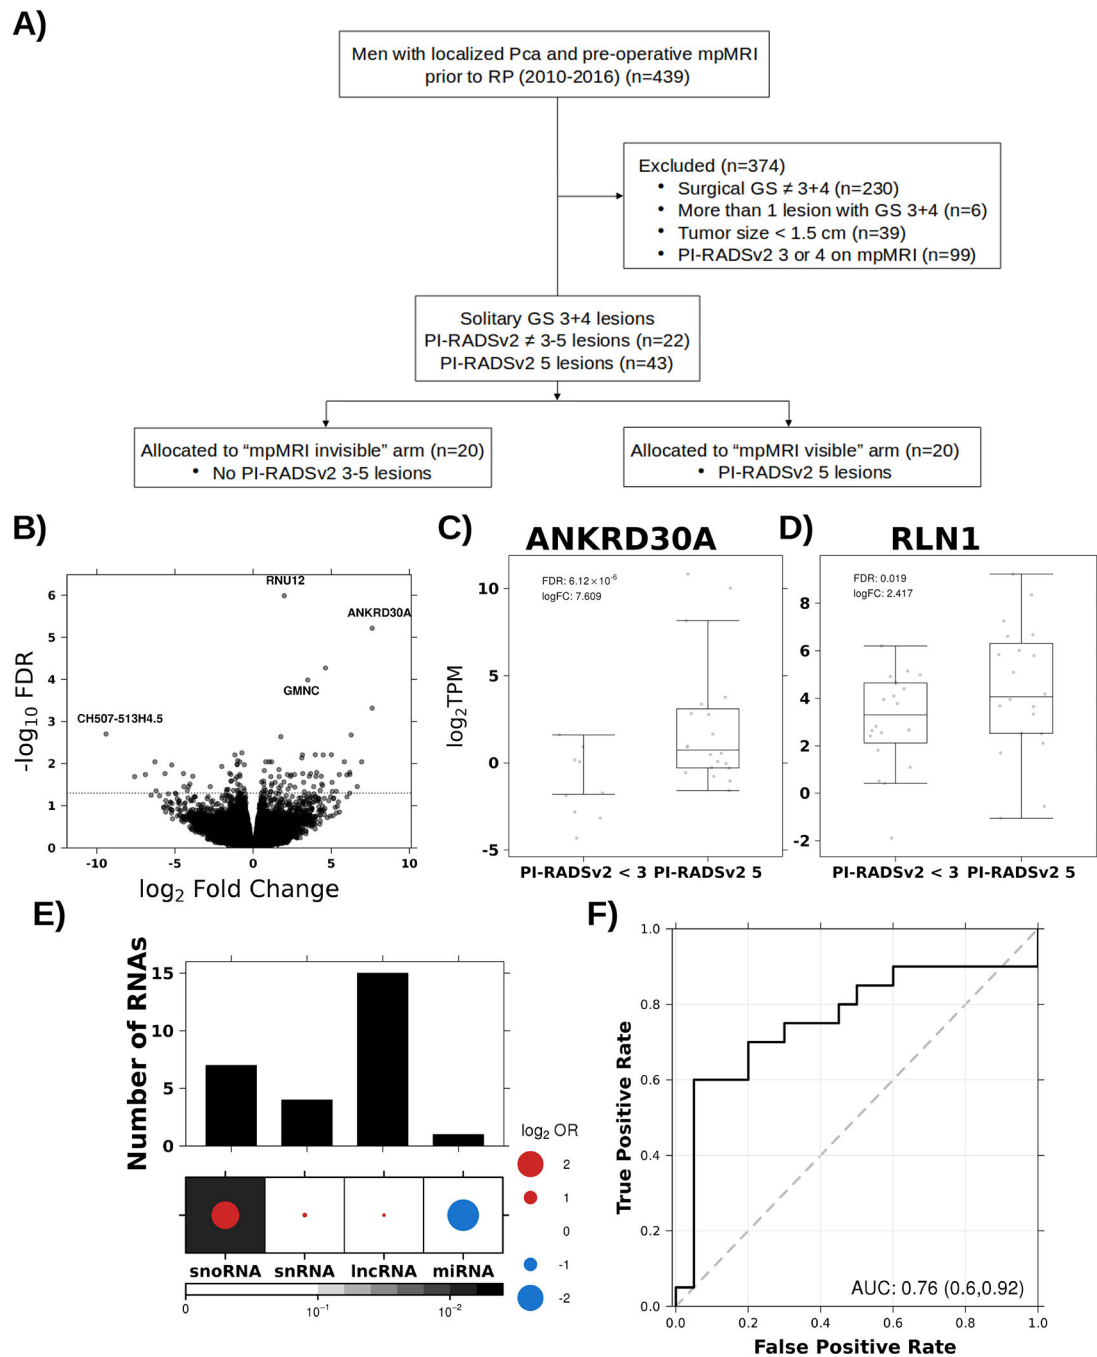 A)
Men with localized Pca and pre-operative mpMRI
prior to RP (2010-2016) (n=439)
Excluded (n=374)
• Surgical GS ≠ 3+4 (n=230)
• More than 1 lesion with GS 3+4 (n=6)
• Tumor size < 1.5 cm (n=39)
• PI-RADSv2 3 or 4 on mpMRI (n=99)
Solitary GS 3+4 lesions
PI-RADSv2 ≠ 3-5 lesions (n=22)
PI-RADSv2 5 lesions (n=43)
Allocated to “mpMRI invisible” arm (n=20)
• No PI-RADSv2 3-5 lesions
Allocated to “mpMRI visible” arm (n=20)
• PI-RADSv2 5 lesions
B)
RNU12
ANKRD30A
GMNC
CH507-513H4.5
-log10 FDR
6
5
4
3
2
1
0
-10 -5 0 5 10
log2 Fold Change
C)
ANKRD30A
FDR: 6.12×10-6
logFC: 7.609
log2TPM
10
5
0
-5
PI-RADSv2 < 3 PI-RADSv2 5
D)
RLN1
FDR: 0.019
logFC: 2.417
8
6
4
2
0
-2
PI-RADSv2 < 3 PI-RADSv2 5
E)
Number of RNAs
15
10
5
0
snoRNA snRNA lncRNA miRNA
0 10-1 10-2
log2 OR
2
1
0
-1
-2
F)
True Positive Rate
1.0
0.8
0.6
0.4
0.2
0.0
AUC: 0.76 (0.6,0.92)
0.0 0.2 0.4 0.6 0.8 1.0
False Positive Rate